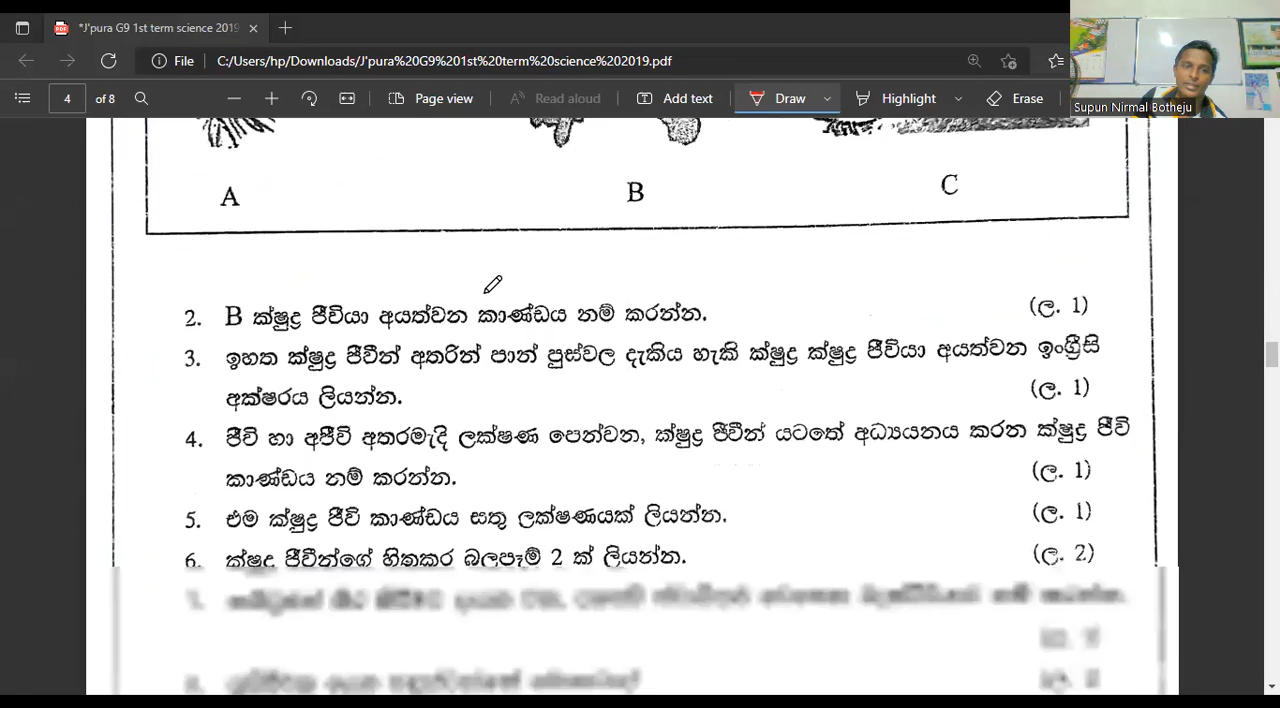 *J'pura G9 1st term science 2019
File C:/Users/hp/Downloads/J'pura%20G9%201st%20term%20science%202019.pdf
4 of 8 Page view Read aloud Add text Draw Highlight Erase
Supun Nirmal Botheju
A B C
2. B ක්ෂුද්‍ර ජීවියා අයත්වන කාණ්ඩය නම් කරන්න. (ල. 1)
3. ඉහත ක්ෂුද්‍ර ජීවීන් අතරින් පාන් පුස්වල දැකිය හැකි ක්ෂුද්‍ර ක්ෂුද්‍ර ජීවියා අයත්වන ඉංග්‍රීසි
අක්ෂරය ලියන්න. (ල. 1)
4. ජීවි හා අජීවි අතරමැදි ලක්ෂණ පෙන්වන, ක්ෂුද්‍ර ජීවීන් යටතේ අධ්‍යයනය කරන ක්ෂුද්‍ර ජීවි
කාණ්ඩය නම් කරන්න. (ල. 1)
5. එම ක්ෂුද්‍ර ජීවි කාණ්ඩය සතු ලක්ෂණයක් ලියන්න. (ල. 1)
6. ක්ෂුද්‍ර ජීවීන්ගේ හිතකර බලපෑම් 2 ක් ලියන්න. (ල. 2)